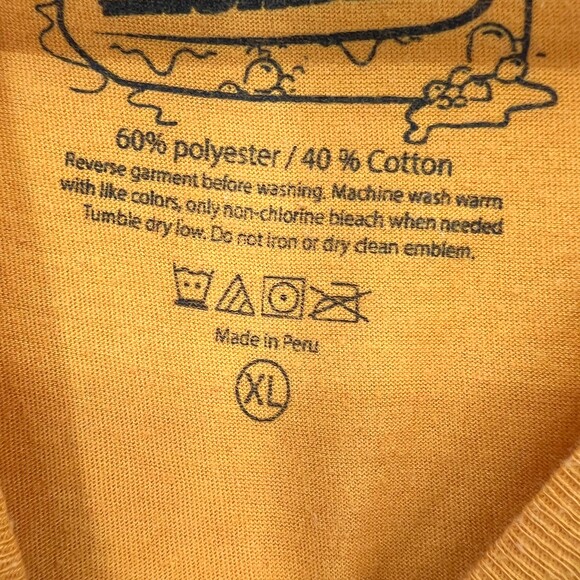 60% polyester / 40 % Cotton
Reverse garment before washing. Machine wash warm
with like colors, only non-chlorine bleach when needed
Tumble dry low. Do not iron or dry clean emblem.
Made in Peru
XL